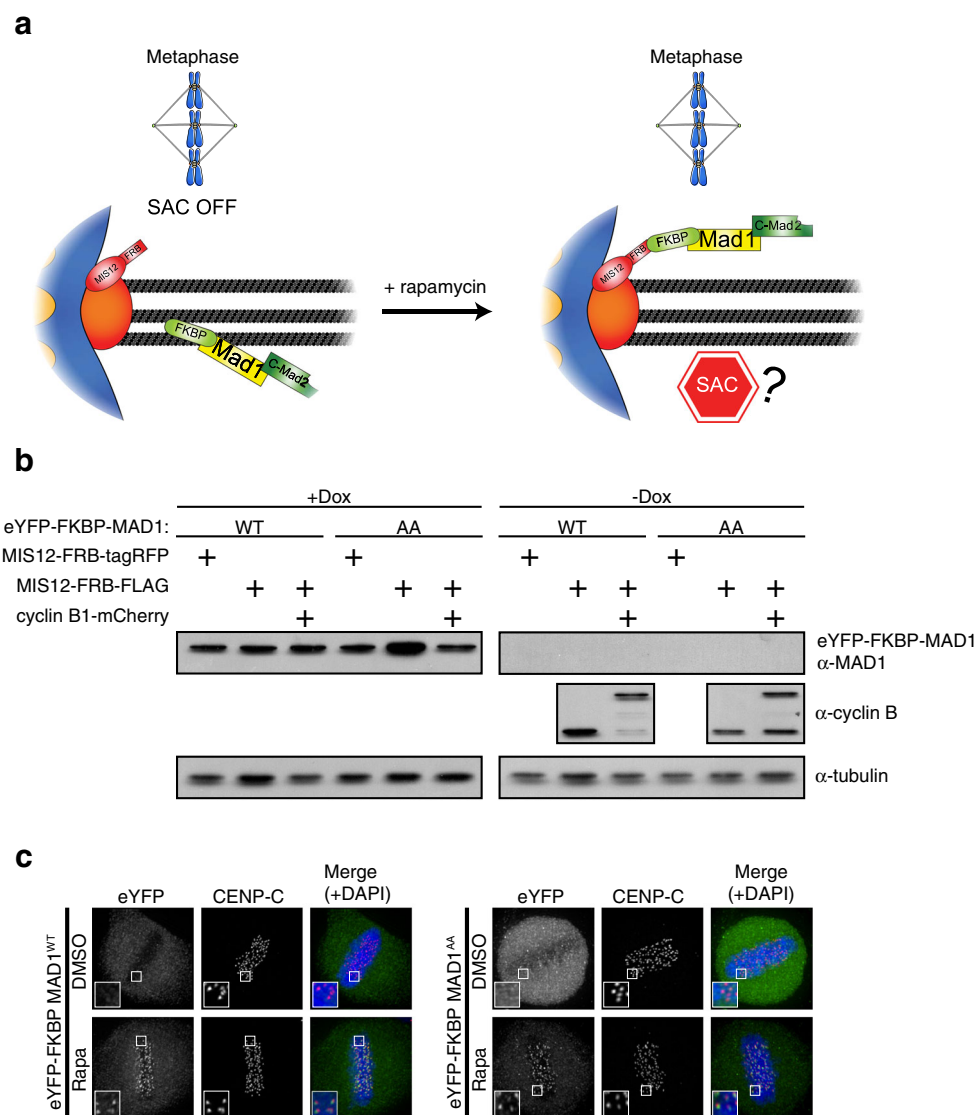 a
Metaphase
Metaphase
SAC OFF
MIS12
FRB
FKBP
Mad1
C-Mad2
+ rapamycin
MIS12
FRB
FKBP
Mad1
C-Mad2
SAC
?
b
+Dox
-Dox
eYFP-FKBP-MAD1:
WT
AA
WT
AA
MIS12-FRB-tagRFP
+
+
+
+
MIS12-FRB-FLAG
+ +
+ +
+ +
+ +
cyclin B1-mCherry
+
+
+
+
eYFP-FKBP-MAD1
α-MAD1
α-cyclin B
α-tubulin
c
eYFP
CENP-C
Merge
(+DAPI)
eYFP
CENP-C
Merge
(+DAPI)
eYFP-FKBP MAD1WT
DMSO
Rapa
eYFP-FKBP MAD1AA
DMSO
Rapa